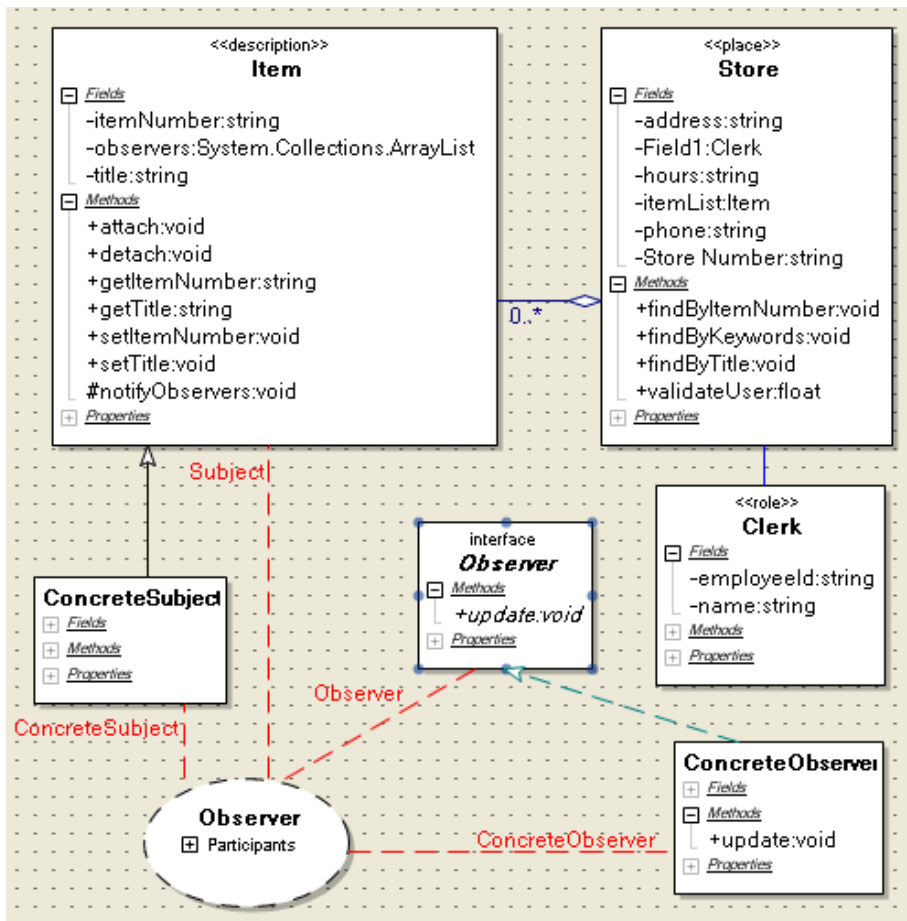 <<description>>
Item
Fields
-itemNumber:string
-observers:System.Collections.ArrayList
-title:string
Methods
+attach:void
+detach:void
+getItemNumber:string
+getTitle:string
+setItemNumber:void
+setTitle:void
#notifyObservers:void
Properties
<<place>>
Store
Fields
-address:string
-Field1:Clerk
-hours:string
-itemList:Item
-phone:string
-Store Number:string
Methods
+findByItemNumber:void
+findByKeywords:void
+findByTitle:void
+validateUser:float
Properties
0..*
Subject
<<role>>
Clerk
Fields
-employeeId:string
-name:string
Methods
Properties
interface
Observer
Methods
+update:void
Properties
ConcreteSubject
Fields
Methods
Properties
Observer
ConcreteSubject
ConcreteObserver
Fields
Methods
+update:void
Properties
Observer
Participants
ConcreteObserver